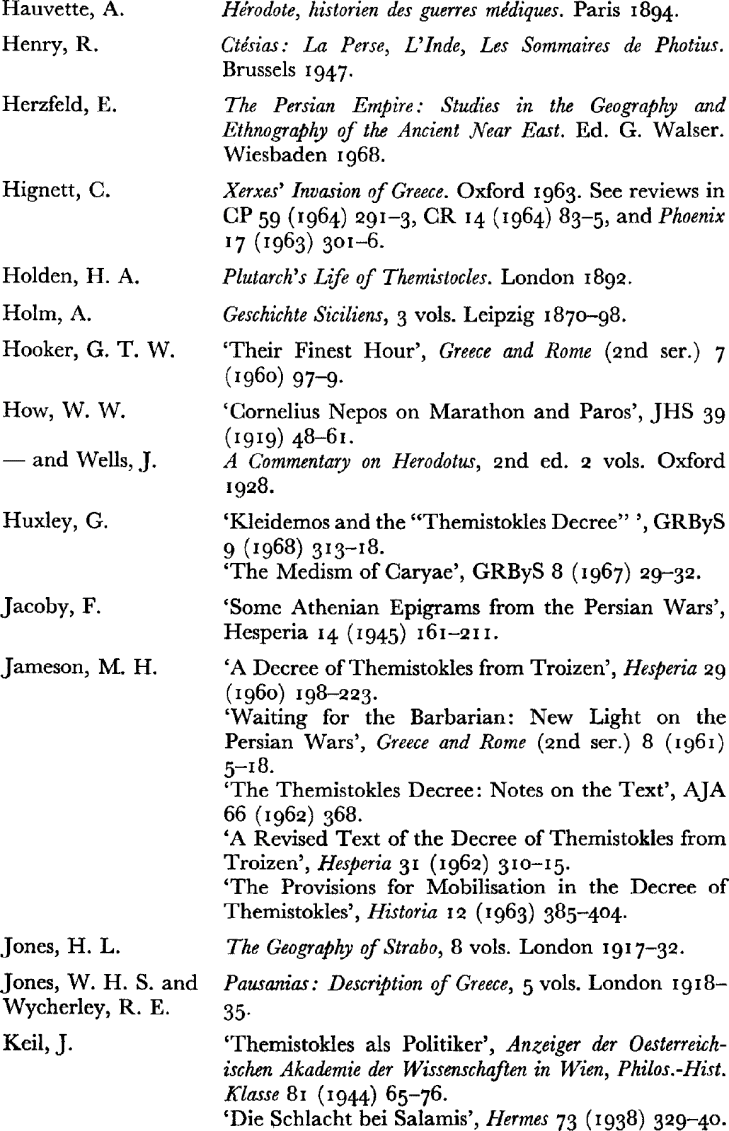 Hauvette, A. Hérodote, historien des guerres médiques. Paris 1894.
Henry, R. Ctésias: La Perse, L'Inde, Les Sommaires de Photius.
Brussels 1947.
Herzfeld, E. The Persian Empire: Studies in the Geography and
Ethnography of the Ancient Near East. Ed. G. Walser.
Wiesbaden 1968.
Hignett, C. Xerxes' Invasion of Greece. Oxford 1963. See reviews in
CP 59 (1964) 291–3, CR 14 (1964) 83–5, and Phoenix
17 (1963) 301–6.
Holden, H. A. Plutarch's Life of Themistocles. London 1892.
Holm, A. Geschichte Siciliens, 3 vols. Leipzig 1870–98.
Hooker, G. T. W. 'Their Finest Hour', Greece and Rome (2nd ser.) 7
(1960) 97–9.
How, W. W. 'Cornelius Nepos on Marathon and Paros', JHS 39
(1919) 48–61.
— and Wells, J. A Commentary on Herodotus, 2nd ed. 2 vols. Oxford
1928.
Huxley, G. 'Kleidemos and the "Themistokles Decree" ', GRByS
9 (1968) 313–18.
'The Medism of Caryae', GRByS 8 (1967) 29–32.
Jacoby, F. 'Some Athenian Epigrams from the Persian Wars',
Hesperia 14 (1945) 161–211.
Jameson, M. H. 'A Decree of Themistokles from Troizen', Hesperia 29
(1960) 198–223.
'Waiting for the Barbarian: New Light on the
Persian Wars', Greece and Rome (2nd ser.) 8 (1961)
5–18.
'The Themistokles Decree: Notes on the Text', AJA
66 (1962) 368.
'A Revised Text of the Decree of Themistokles from
Troizen', Hesperia 31 (1962) 310–15.
'The Provisions for Mobilisation in the Decree of
Themistokles', Historia 12 (1963) 385–404.
Jones, H. L. The Geography of Strabo, 8 vols. London 1917–32.
Jones, W. H. S. and Pausanias: Description of Greece, 5 vols. London 1918–
Wycherley, R. E. 35.
Keil, J. 'Themistokles als Politiker', Anzeiger der Oesterreich-
ischen Akademie der Wissenschaften in Wien, Philos.-Hist.
Klasse 81 (1944) 65–76.
'Die Schlacht bei Salamis', Hermes 73 (1938) 329–40.